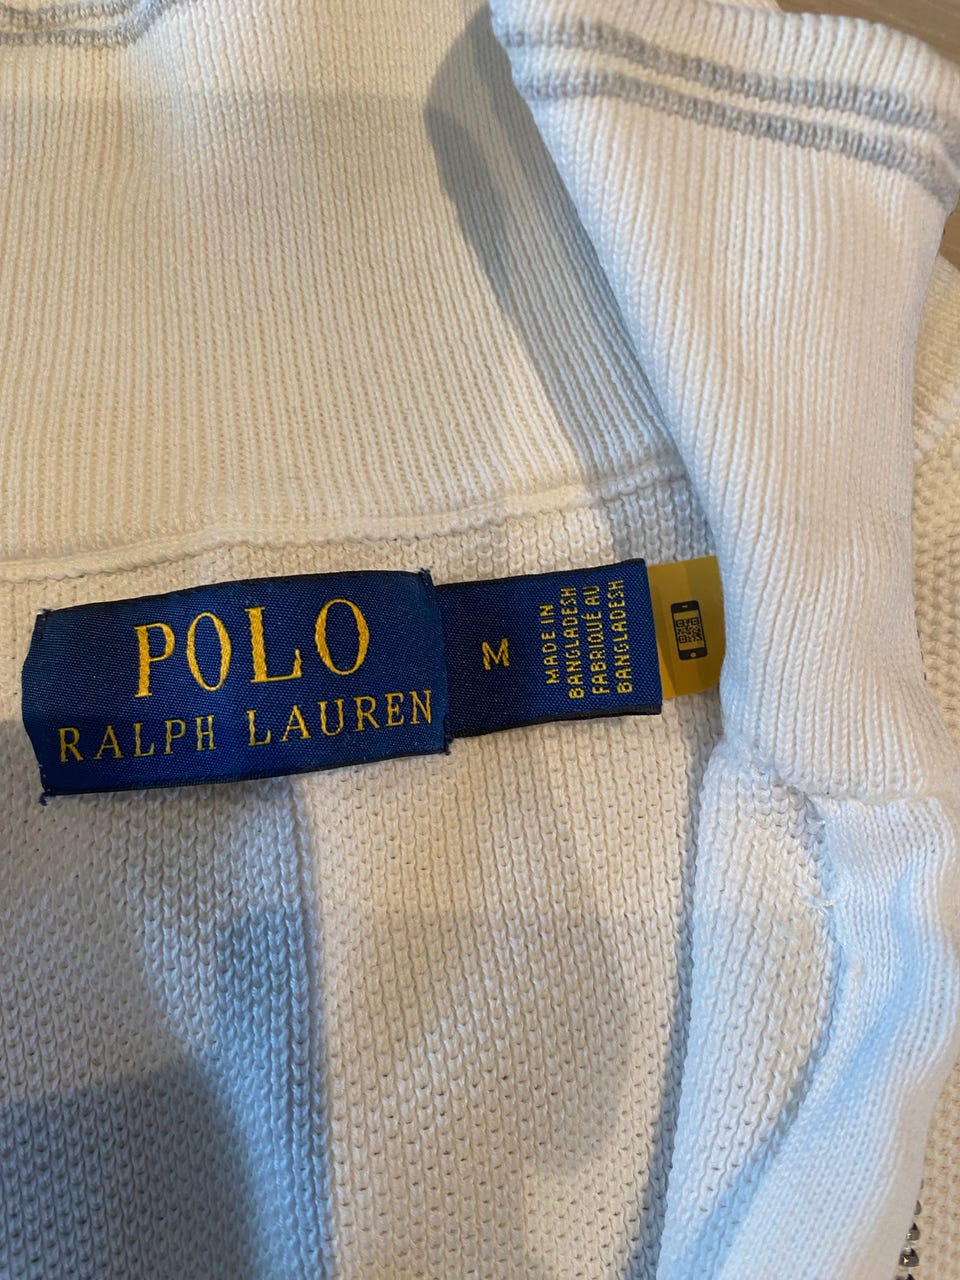 POLO
RALPH LAUREN
M
MADE IN
BANGLADESH
FABRIQUÉ AU
BANGLADESH